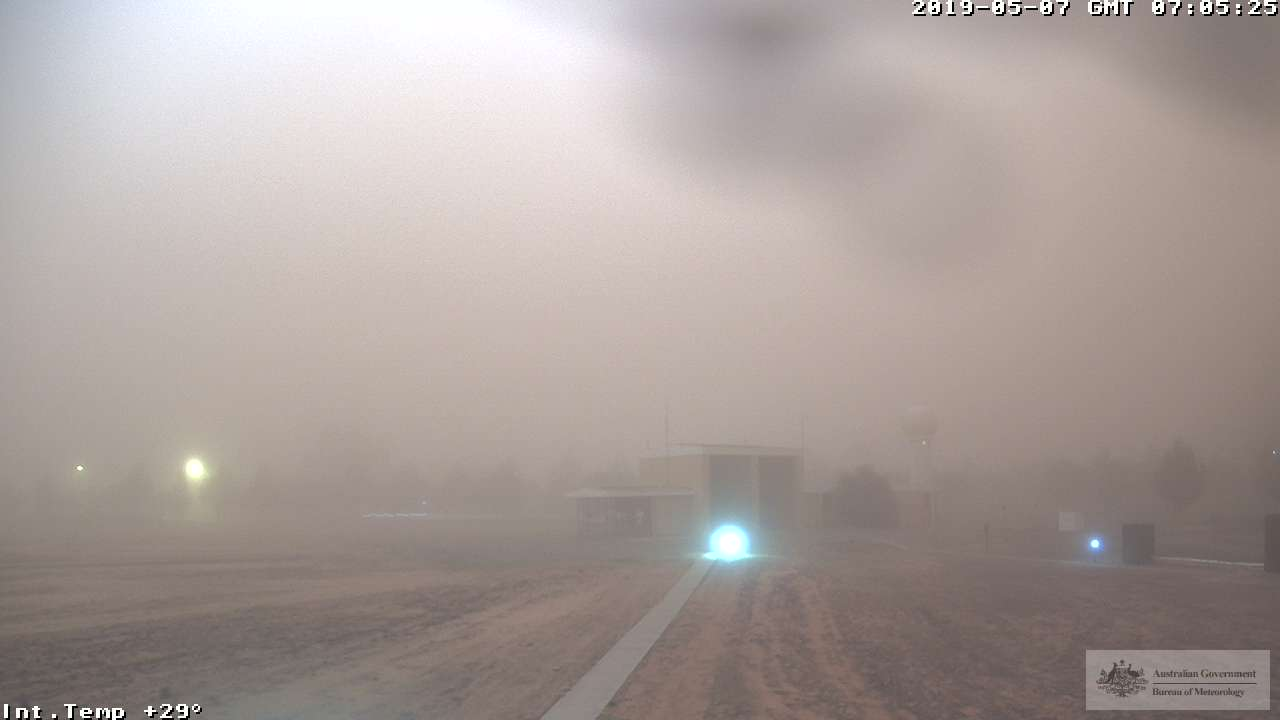 2019-05-07 GMT 07:05:25
Australian Government
Bureau of Meteorology
Int.Temp +29°